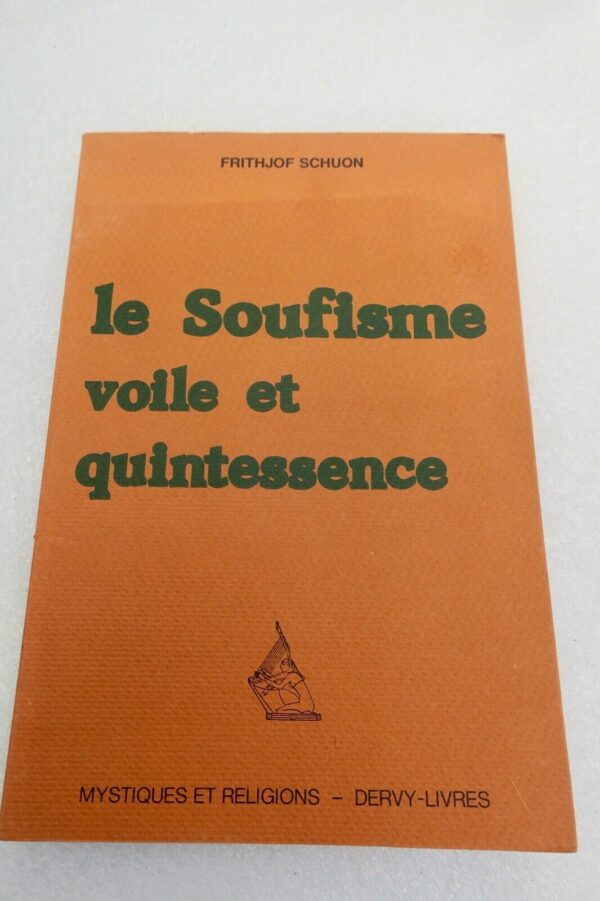 FRITHJOF SCHUON
le Soufisme
voile et
quintessence
MYSTIQUES ET RELIGIONS – DERVY-LIVRES